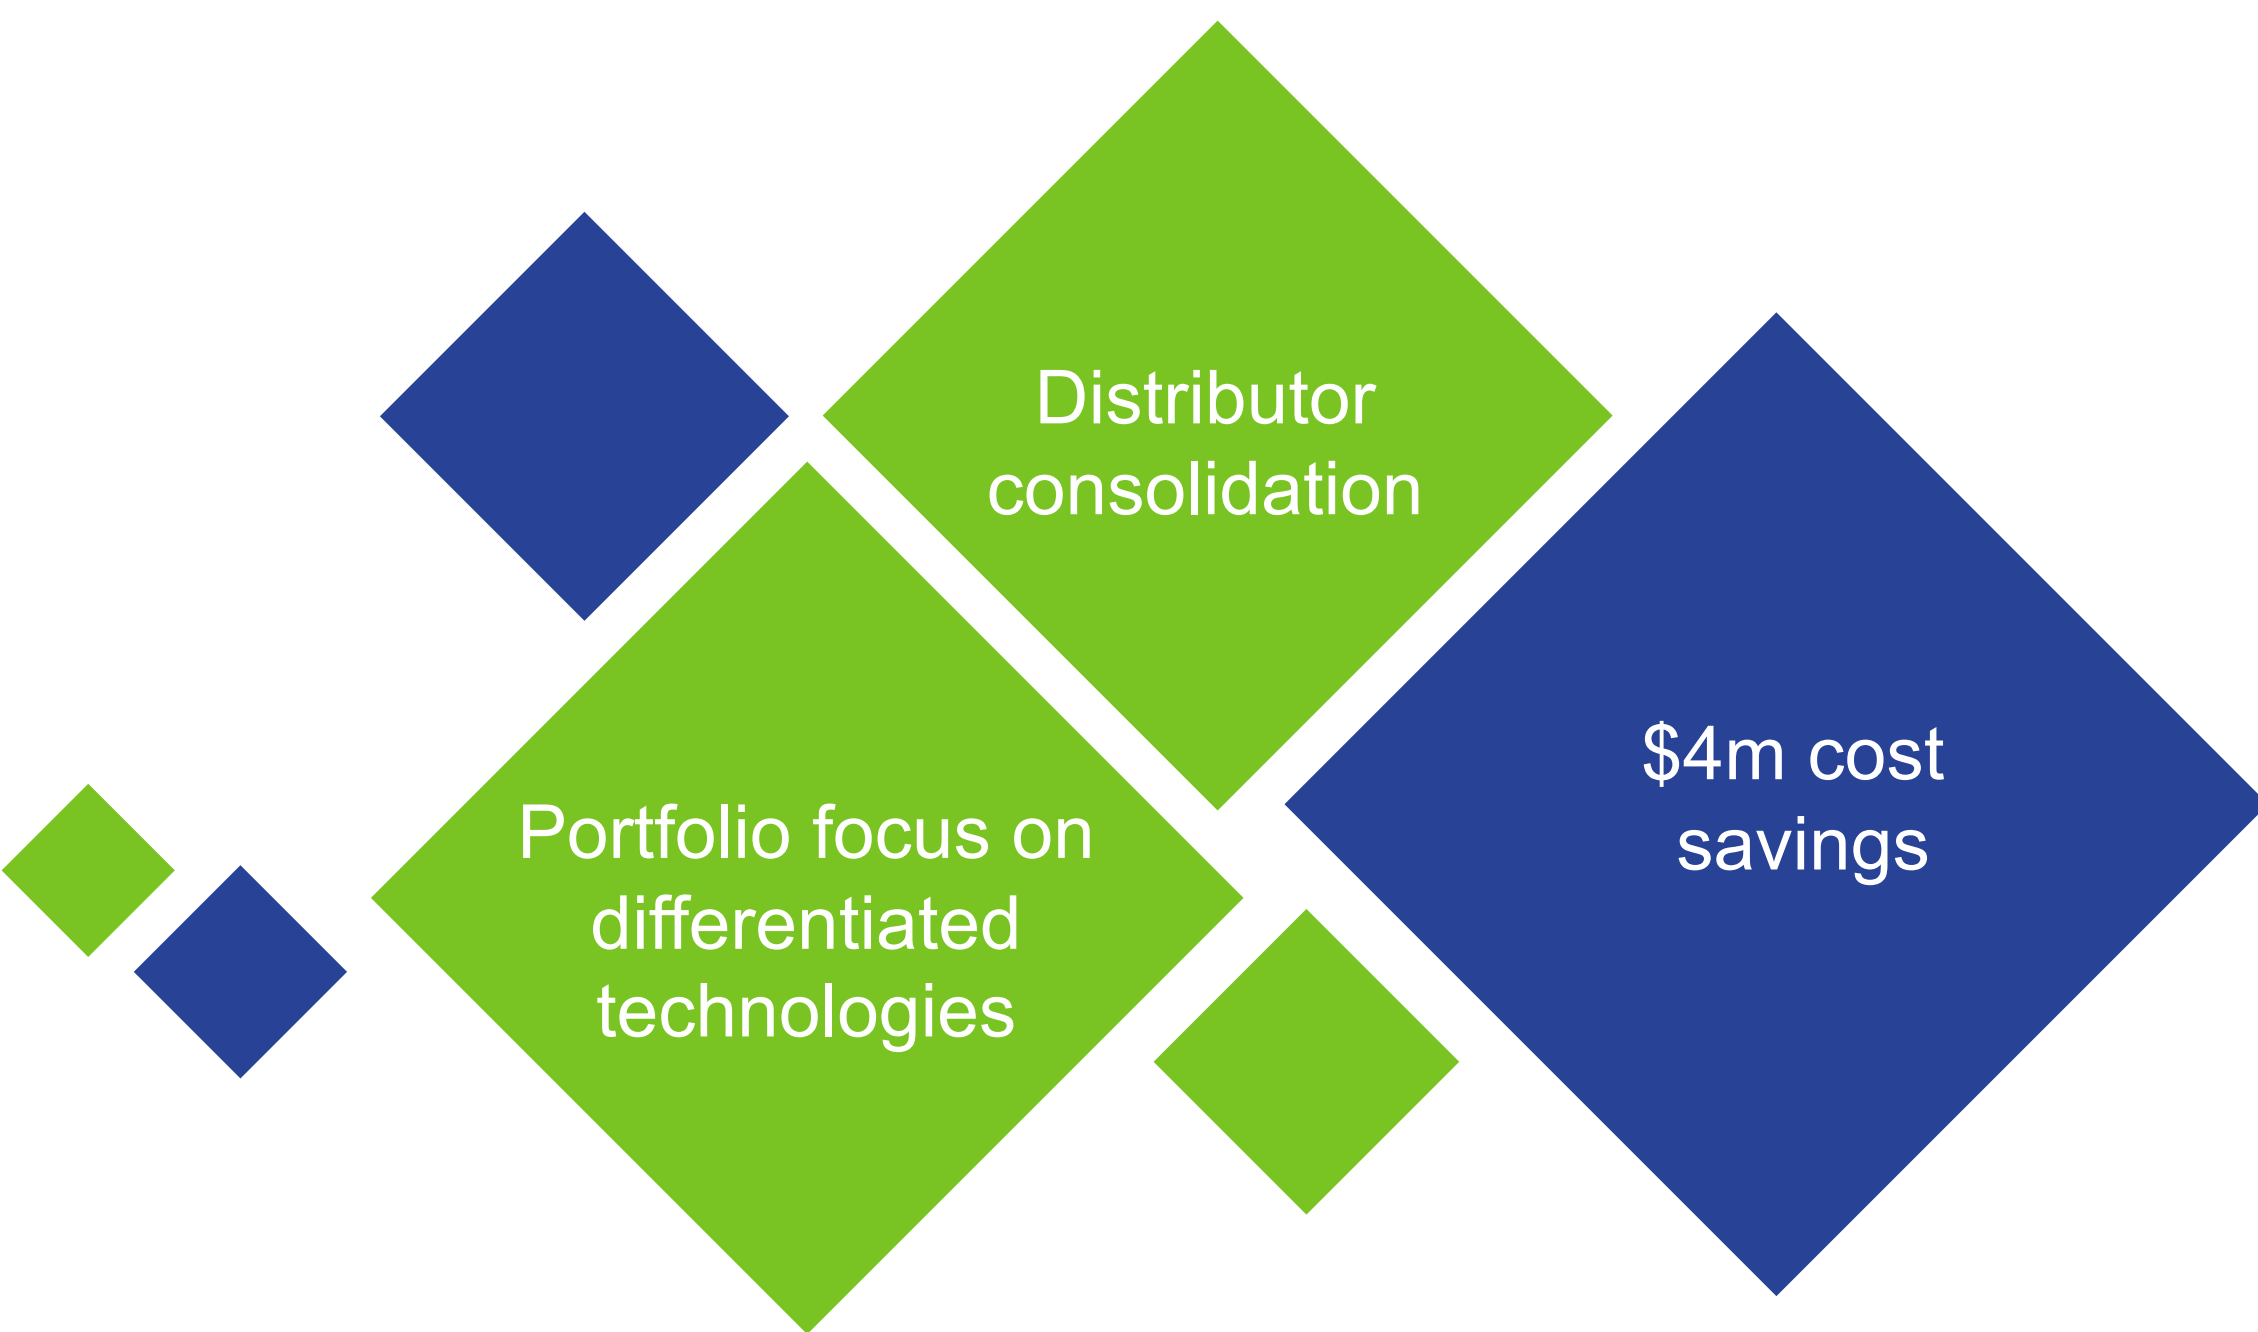 Distributor
consolidation
Portfolio focus on
differentiated
technologies
$4m cost
savings